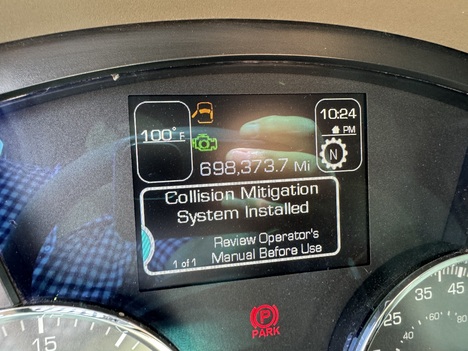 10:24
PM
100° F
N
698,373.7 Mi
Collision Mitigation
System Installed
Review Operator's
1 of 1 Manual Before Use
P
PARK
15
25
35
45
40
60
80